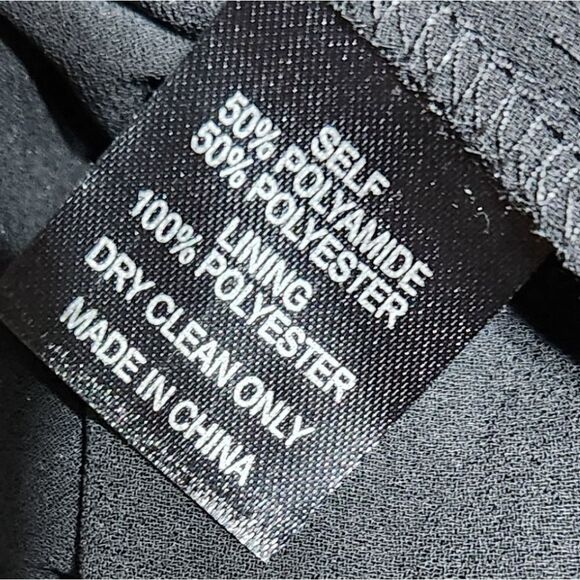 SELF
50% POLYAMIDE
50% POLYESTER
LINING
100% POLYESTER
DRY CLEAN ONLY
MADE IN CHINA